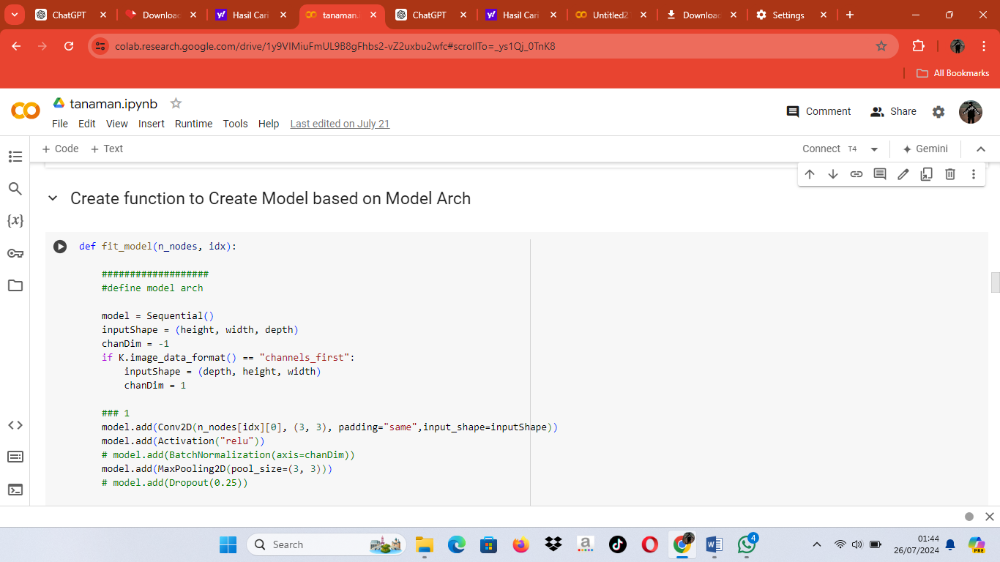 ChatGPT
Download
Hasil Cari
tanaman.
ChatGPT
Hasil Cari
Untitled2
Download
Settings
colab.research.google.com/drive/1y9VIMiuFmUL9B8gFhbs2-vZ2uxbu2wfc#scrollTo=_ys1Qj_0TnK8
All Bookmarks
tanaman.ipynb
Comment
Share
File Edit View Insert Runtime Tools Help Last edited on July 21
+ Code + Text
Connect T4
Gemini
Create function to Create Model based on Model Arch
{x}
def fit_model(n_nodes, idx):
###################
#define model arch
model = Sequential()
inputShape = (height, width, depth)
chanDim = -1
if K.image_data_format() == "channels_first":
inputShape = (depth, height, width)
chanDim = 1
### 1
model.add(Conv2D(n_nodes[idx][0], (3, 3), padding="same",input_shape=inputShape))
model.add(Activation("relu"))
# model.add(BatchNormalization(axis=chanDim))
model.add(MaxPooling2D(pool_size=(3, 3)))
# model.add(Dropout(0.25))
Search
4
01:44
26/07/2024
PRE